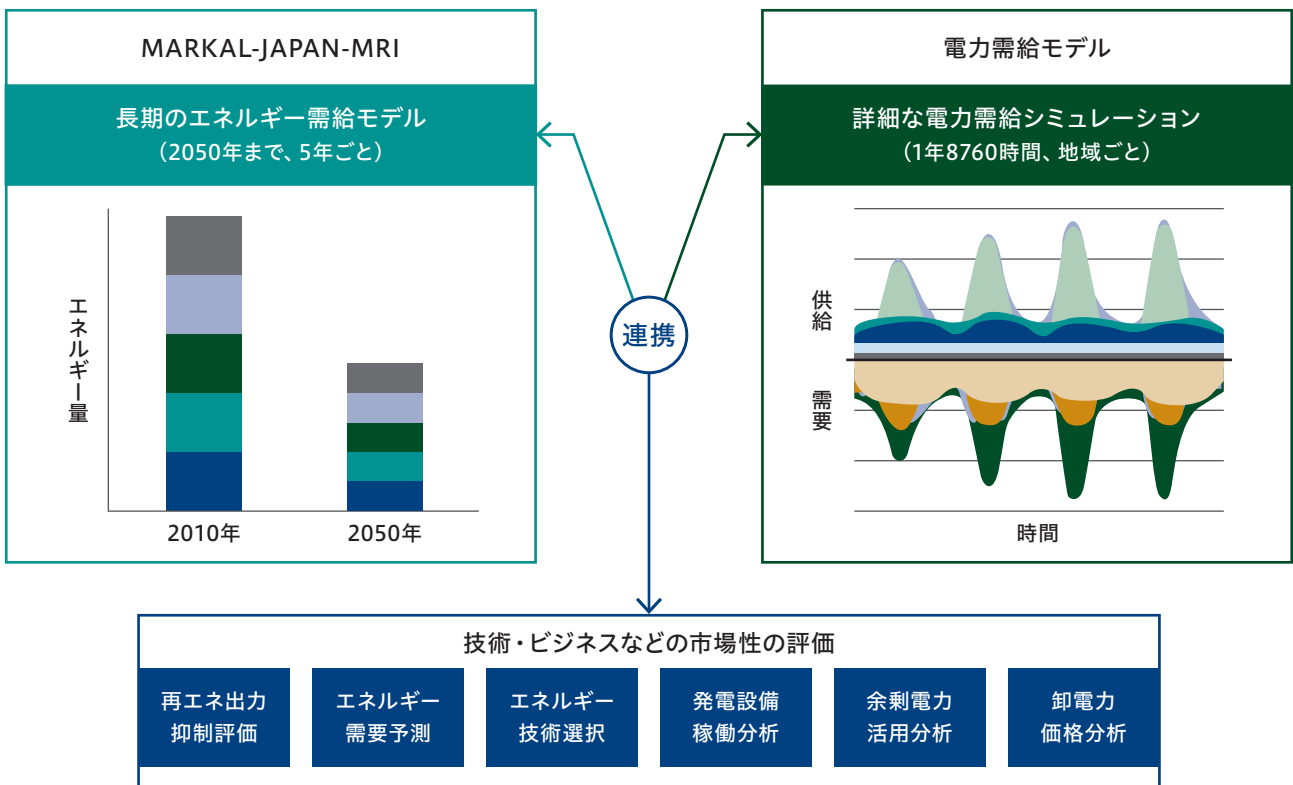 MARKAL-JAPAN-MRI
長期のエネルギー需給モデル
（2050年まで、5年ごと）
エネルギー量
2010年
2050年
連携
電力需給モデル
詳細な電力需給シミュレーション
（1年8760時間、地域ごと）
供給
需要
時間
技術・ビジネスなどの市場性の評価
再エネ出力
抑制評価
エネルギー
需要予測
エネルギー
技術選択
発電設備
稼働分析
余剰電力
活用分析
卸電力
価格分析